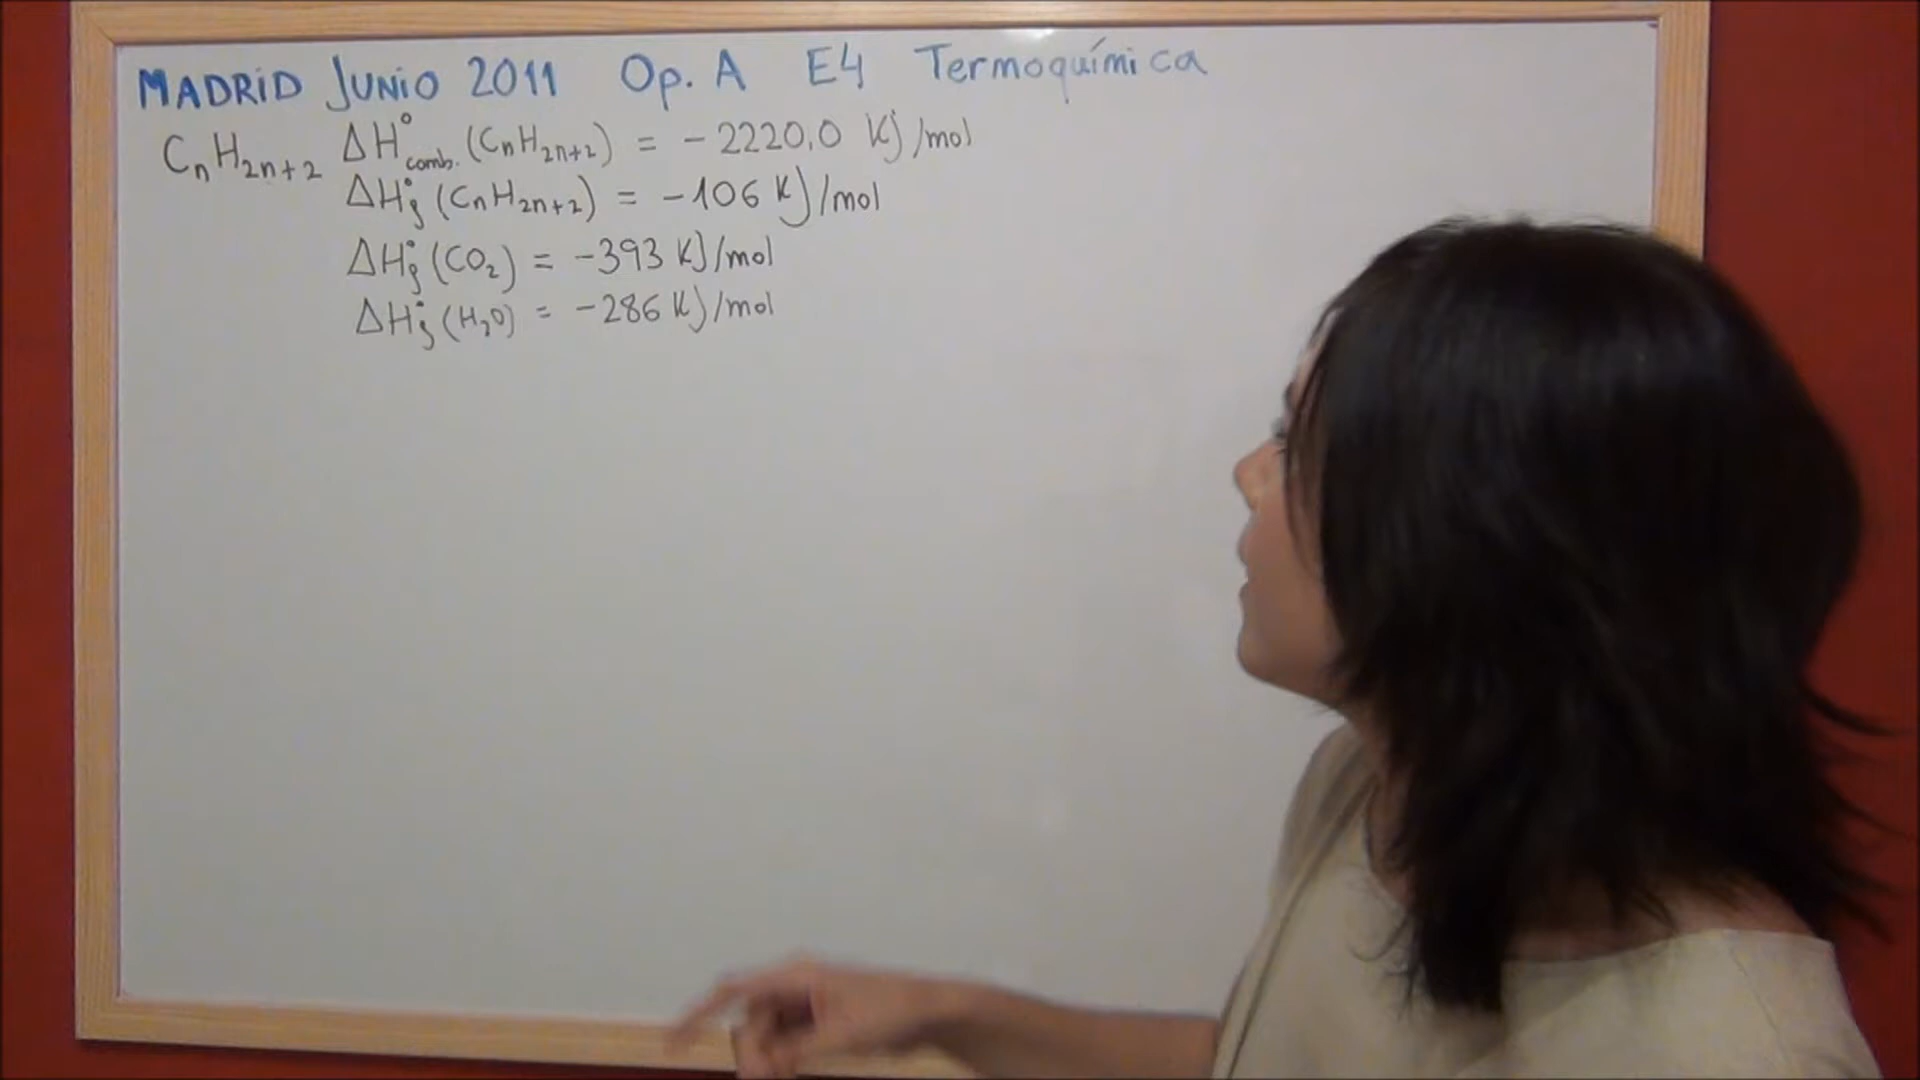 MADRID JUNIO 2011 Op. A E4 Termoquímica
CnH2n+2 ΔH°comb. (CnH2n+2) = -2220,0 KJ/mol
ΔH°f (CnH2n+2) = -106 KJ/mol
ΔH°f (CO2) = -393 KJ/mol
ΔH°f (H2O) = -286 KJ/mol